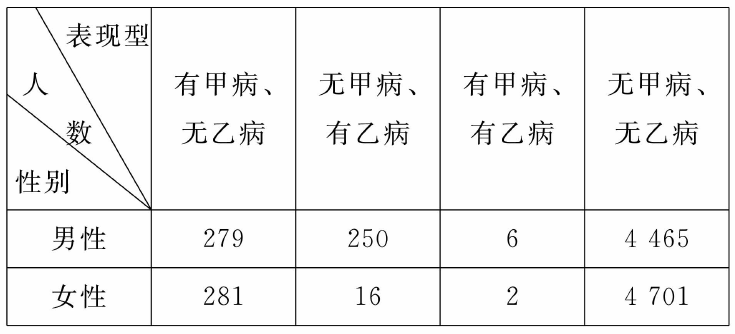 表现型
人
数
性别
有甲病、
无乙病
无甲病、
有乙病
有甲病、
有乙病
无甲病、
无乙病
男性 279 250 6 4 465
女性 281 16 2 4 701